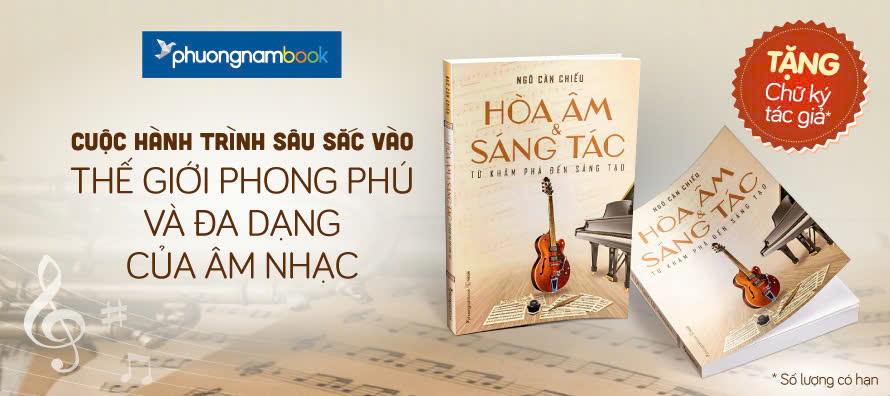 phuongnambook
CUỘC HÀNH TRÌNH SÂU SẮC VÀO
THẾ GIỚI PHONG PHÚ
VÀ ĐA DẠNG
CỦA ÂM NHẠC
NGÔ CĂN CHIẾU
HÒA ÂM
&
SÁNG TÁC
TỪ KHÁM PHÁ ĐẾN SÁNG TẠO
NGÔ CĂN CHIẾU
HÒA ÂM
&
SÁNG TÁC
TỪ KHÁM PHÁ ĐẾN SÁNG TẠO
TẶNG
Chữ ký
tác giả*
* Số lượng có hạn